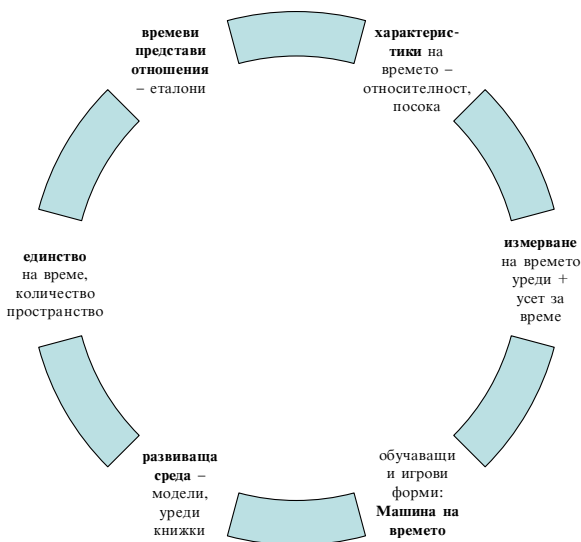 времеви
представи
отношения
– еталони
характерис-
тики на
времето –
относителност,
посока
измерване
на времето
уреди +
усет за
време
обучаващи
и игрови
форми:
Машина на
времето
развиваща
среда –
модели,
уреди
книжки
единство
на време,
количество
пространство